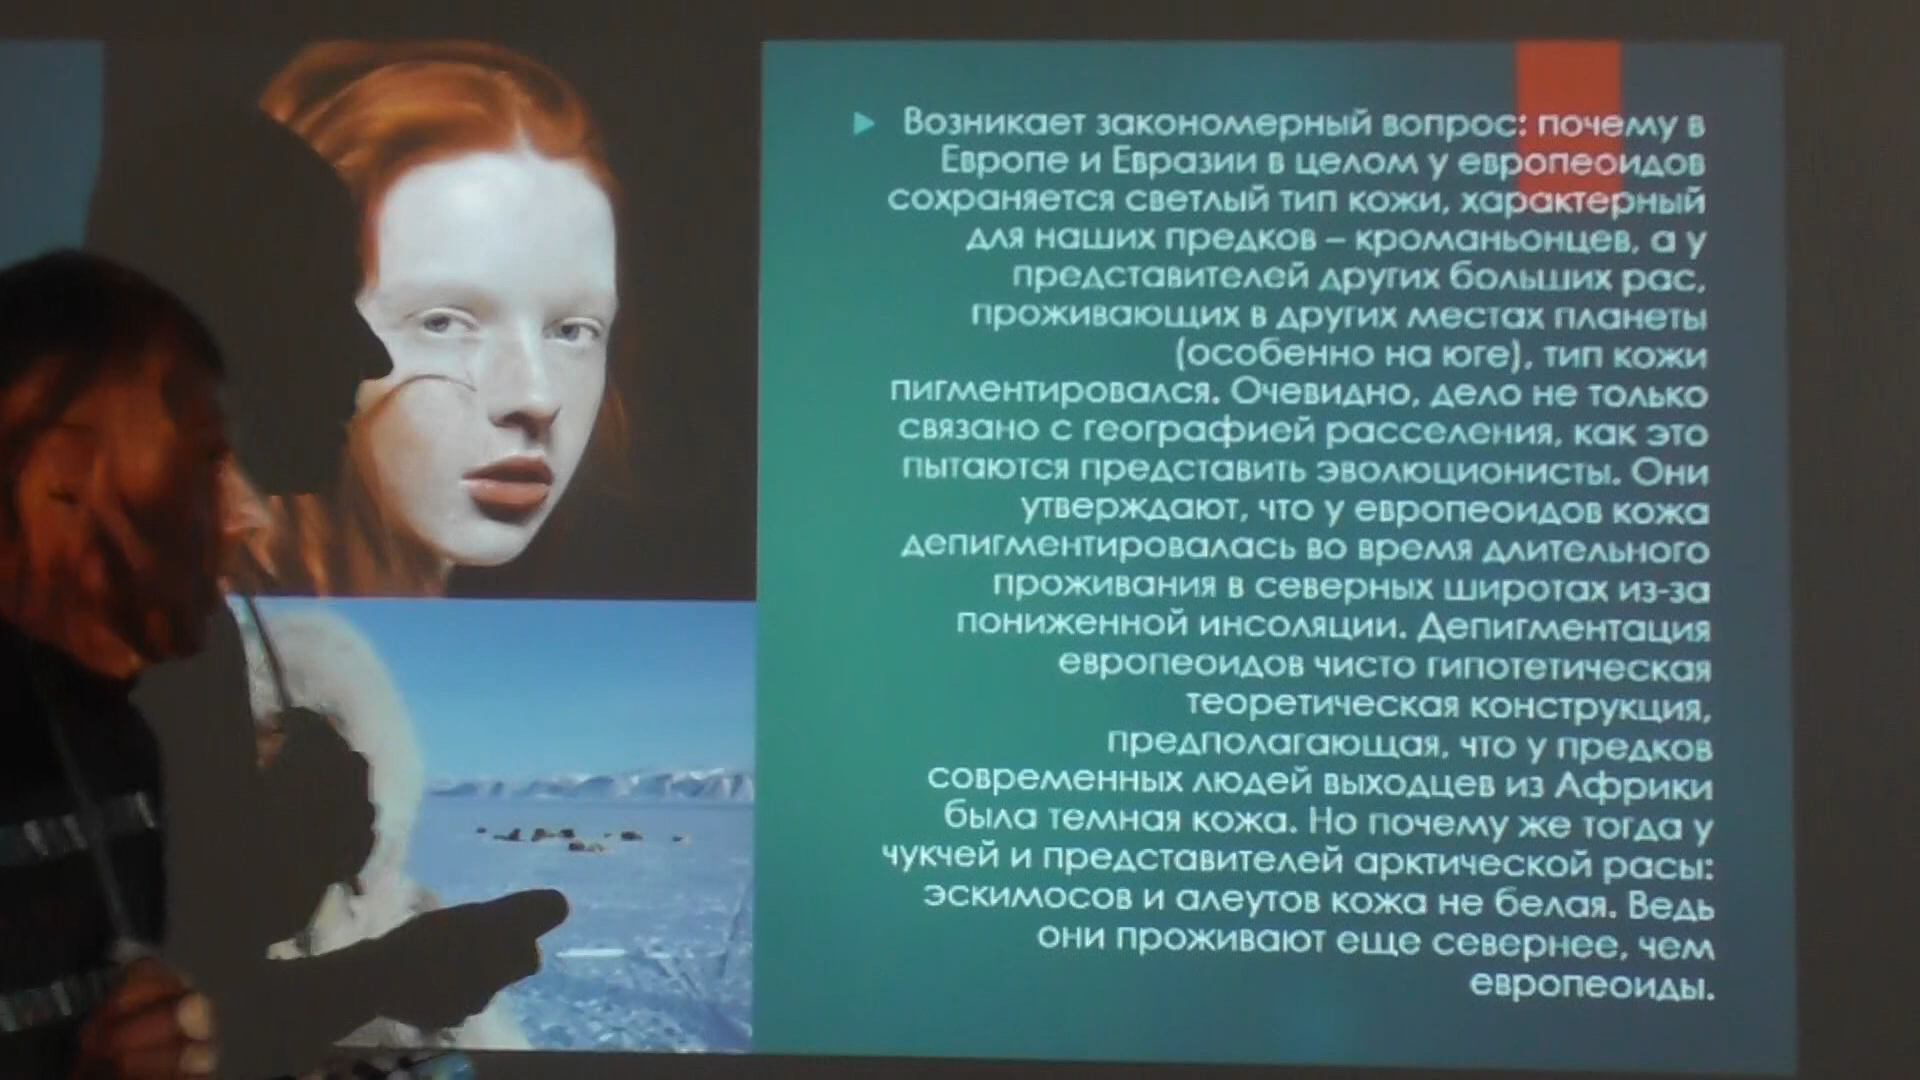 Возникает закономерный вопрос: почему в
Европе и Евразии в целом у европеоидов
сохраняется светлый тип кожи, характерный
для наших предков – кроманьонцев, а у
представителей других больших рас,
проживающих в других местах планеты
(особенно на юге), тип кожи
пигментировался. Очевидно, дело не только
связано с географией расселения, как это
пытаются представить эволюционисты. Они
утверждают, что у европеоидов кожа
депигментировалась во время длительного
проживания в северных широтах из-за
пониженной инсоляции. Депигментация
европеоидов чисто гипотетическая
теоретическая конструкция,
предполагающая, что у предков
современных людей выходцев из Африки
была темная кожа. Но почему же тогда у
чукчей и представителей арктической расы:
эскимосов и алеутов кожа не белая. Ведь
они проживают еще севернее, чем
европеоиды.